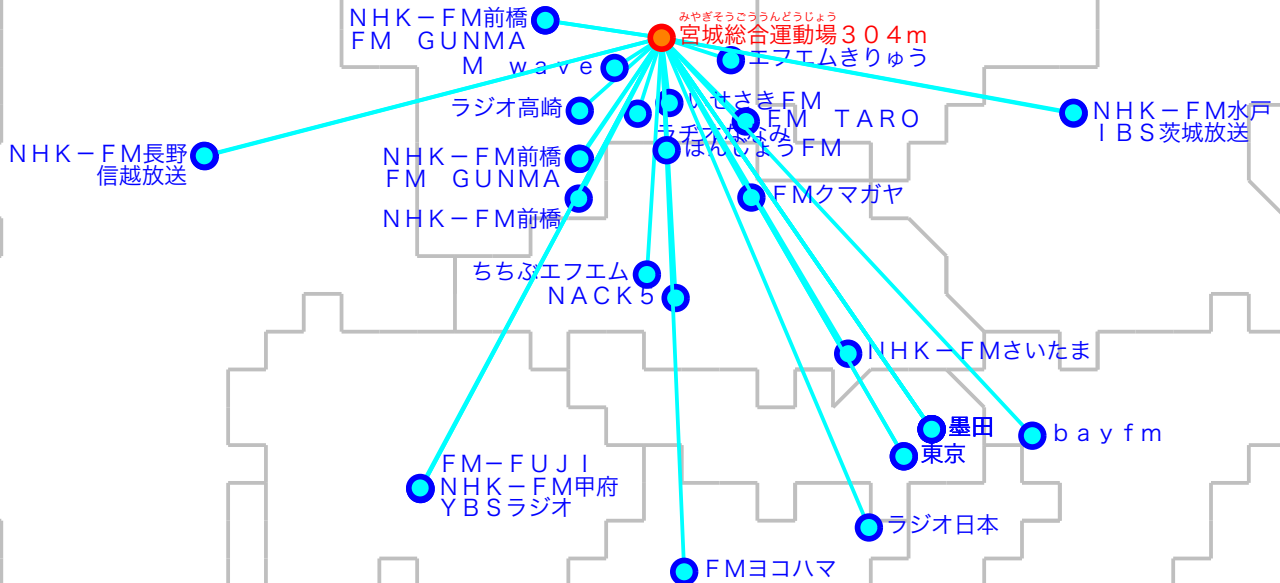 ＮＨＫ－ＦＭ前橋
ＦＭ　ＧＵＮＭＡ
みやぎそうごううんどうじょう
宮城総合運動場３０４ｍ
エフエムきりゅう
Ｍ　ｗａｖｅ
ラジオ高崎
いせさきＦＭ
ＦＭ　ＴＡＲＯ
ラヂオななみ
ほんじょうＦＭ
ＮＨＫ－ＦＭ水戸
ＩＢＳ茨城放送
ＮＨＫ－ＦＭ長野
信越放送
ＮＨＫ－ＦＭ前橋
ＦＭ　ＧＵＮＭＡ
ＮＨＫ－ＦＭ前橋
ＦＭクマガヤ
ちちぶエフエム
ＮＡＣＫ５
ＮＨＫ－ＦＭさいたま
墨田
東京
ｂａｙｆｍ
ＦＭ－ＦＵＪＩ
ＮＨＫ－ＦＭ甲府
ＹＢＳラジオ
ラジオ日本
ＦＭヨコハマ